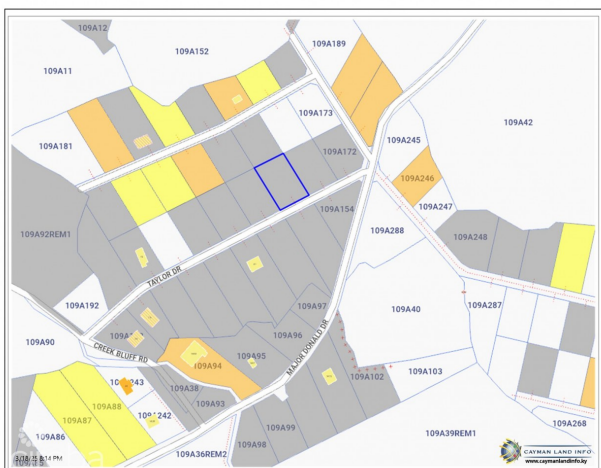 109A12
109A152
109A189
109A11
109A42
109A173
109A181
109A245
109A172
109A246
109A247
109A154
109A92REM1
109A288
109A248
TAYLOR DR
109A192
109A97
109A40
109A287
109A90
CREEK BLUFF RD
109A96
MAJOR DONALD DR
109A95
109A94
109A103
109A102
109A38
109A88
109A93
109A242
109A87
109A99
109A268
109A86
109A98
109A39REM1
109A36REM2
CAYMAN LAND INFO
www.caymanlandinfo.ky